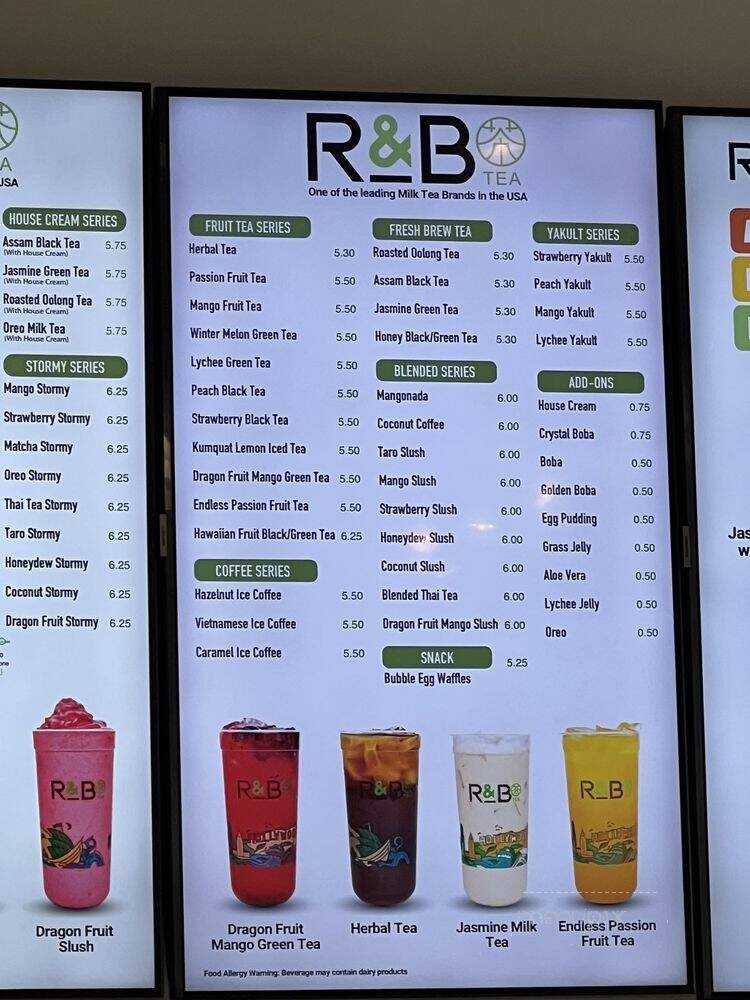 A
USA
HOUSE CREAM SERIES
Assam Black Tea 5.75
(With House Cream)
Jasmine Green Tea 5.75
(With House Cream)
Roasted Oolong Tea 5.75
(With House Cream)
Oreo Milk Tea 5.75
(With House Cream)
STORMY SERIES
Mango Stormy 6.25
Strawberry Stormy 6.25
Matcha Stormy 6.25
Oreo Stormy 6.25
Thai Tea Stormy 6.25
Taro Stormy 6.25
Honeydew Stormy 6.25
Coconut Stormy 6.25
Dragon Fruit Stormy 6.25
R&B
Dragon Fruit
Slush
R&B
TEA
One of the leading Milk Tea Brands in the USA
FRUIT TEA SERIES
Herbal Tea 5.30
Passion Fruit Tea 5.50
Mango Fruit Tea 5.50
Winter Melon Green Tea 5.50
Lychee Green Tea 5.50
Peach Black Tea 5.50
Strawberry Black Tea 5.50
Kumquat Lemon Iced Tea 5.50
Dragon Fruit Mango Green Tea 5.50
Endless Passion Fruit Tea 5.50
Hawaiian Fruit Black/Green Tea 6.25
COFFEE SERIES
Hazelnut Ice Coffee 5.50
Vietnamese Ice Coffee 5.50
Caramel Ice Coffee 5.50
FRESH BREW TEA
Roasted Oolong Tea 5.30
Assam Black Tea 5.30
Jasmine Green Tea 5.30
Honey Black/Green Tea 5.30
BLENDED SERIES
Mangonada 6.00
Coconut Coffee 6.00
Taro Slush 6.00
Mango Slush 6.00
Strawberry Slush 6.00
Honeydew Slush 6.00
Coconut Slush 6.00
Blended Thai Tea 6.00
Dragon Fruit Mango Slush 6.00
SNACK 5.25
Bubble Egg Waffles
YAKULT SERIES
Strawberry Yakult 5.50
Peach Yakult 5.50
Mango Yakult 5.50
Lychee Yakult 5.50
ADD-ONS
House Cream 0.75
Crystal Boba 0.75
Boba 0.50
Golden Boba 0.50
Egg Pudding 0.50
Grass Jelly 0.50
Aloe Vera 0.50
Lychee Jelly 0.50
Oreo 0.50
R&B
R&B
R&B
TEA
R&B
Dragon Fruit
Mango Green Tea
Herbal Tea
Jasmine Milk
Tea
Endless Passion
Fruit Tea
Food Allergy Warning: Beverage may contain dairy products
R
Jas
w